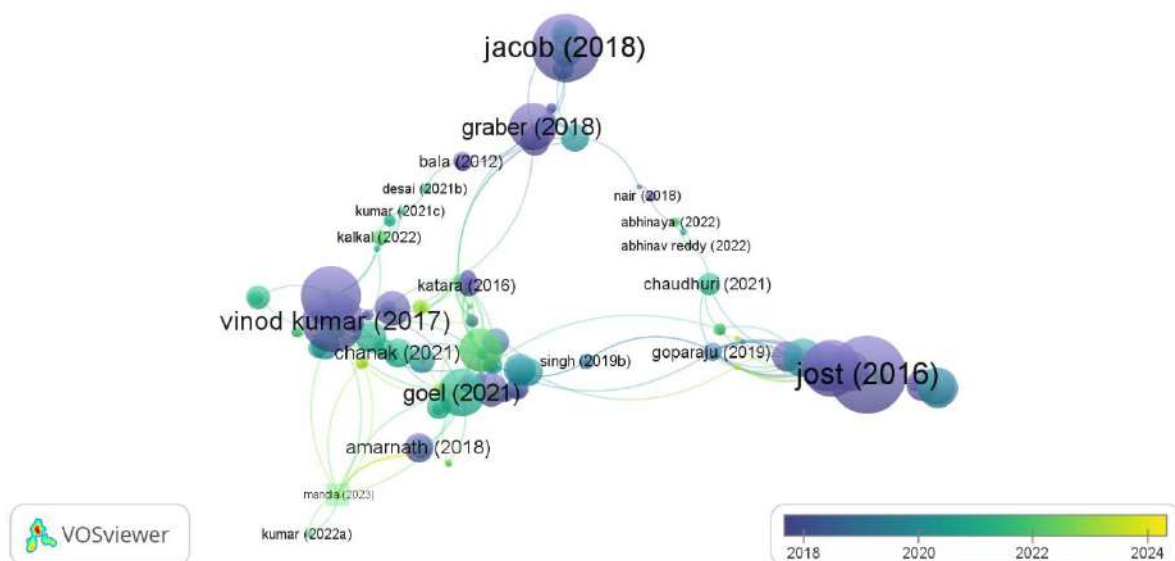 jacob (2018)
graber (2018)
bala (2012)
desai (2021b)
nair (2018)
kumar (2021c)
abhinaya (2022)
kalkal (2022)
abhinav reddy (2022)
katara (2016)
chaudhuri (2021)
vinod kumar (2017)
chanak (2021)
singh (2019b)
goparaju (2019)
jost (2016)
goel (2021)
amarnath (2018)
mandla (2023)
kumar (2022a)
VOSviewer
2018 2020 2022 2024